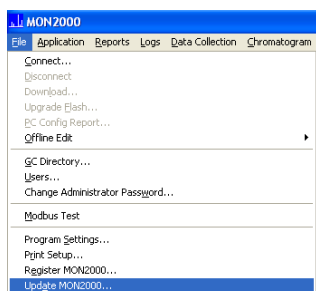 MON2000
File Application Reports Logs Data Collection Chromatogram
Connect...
Disconnect
Download...
Upgrade Flash...
PC Config Report...
Offline Edit
GC Directory...
Users...
Change Administrator Password...
Modbus Test
Program Settings...
Print Setup...
Register MON2000...
Update MON2000...